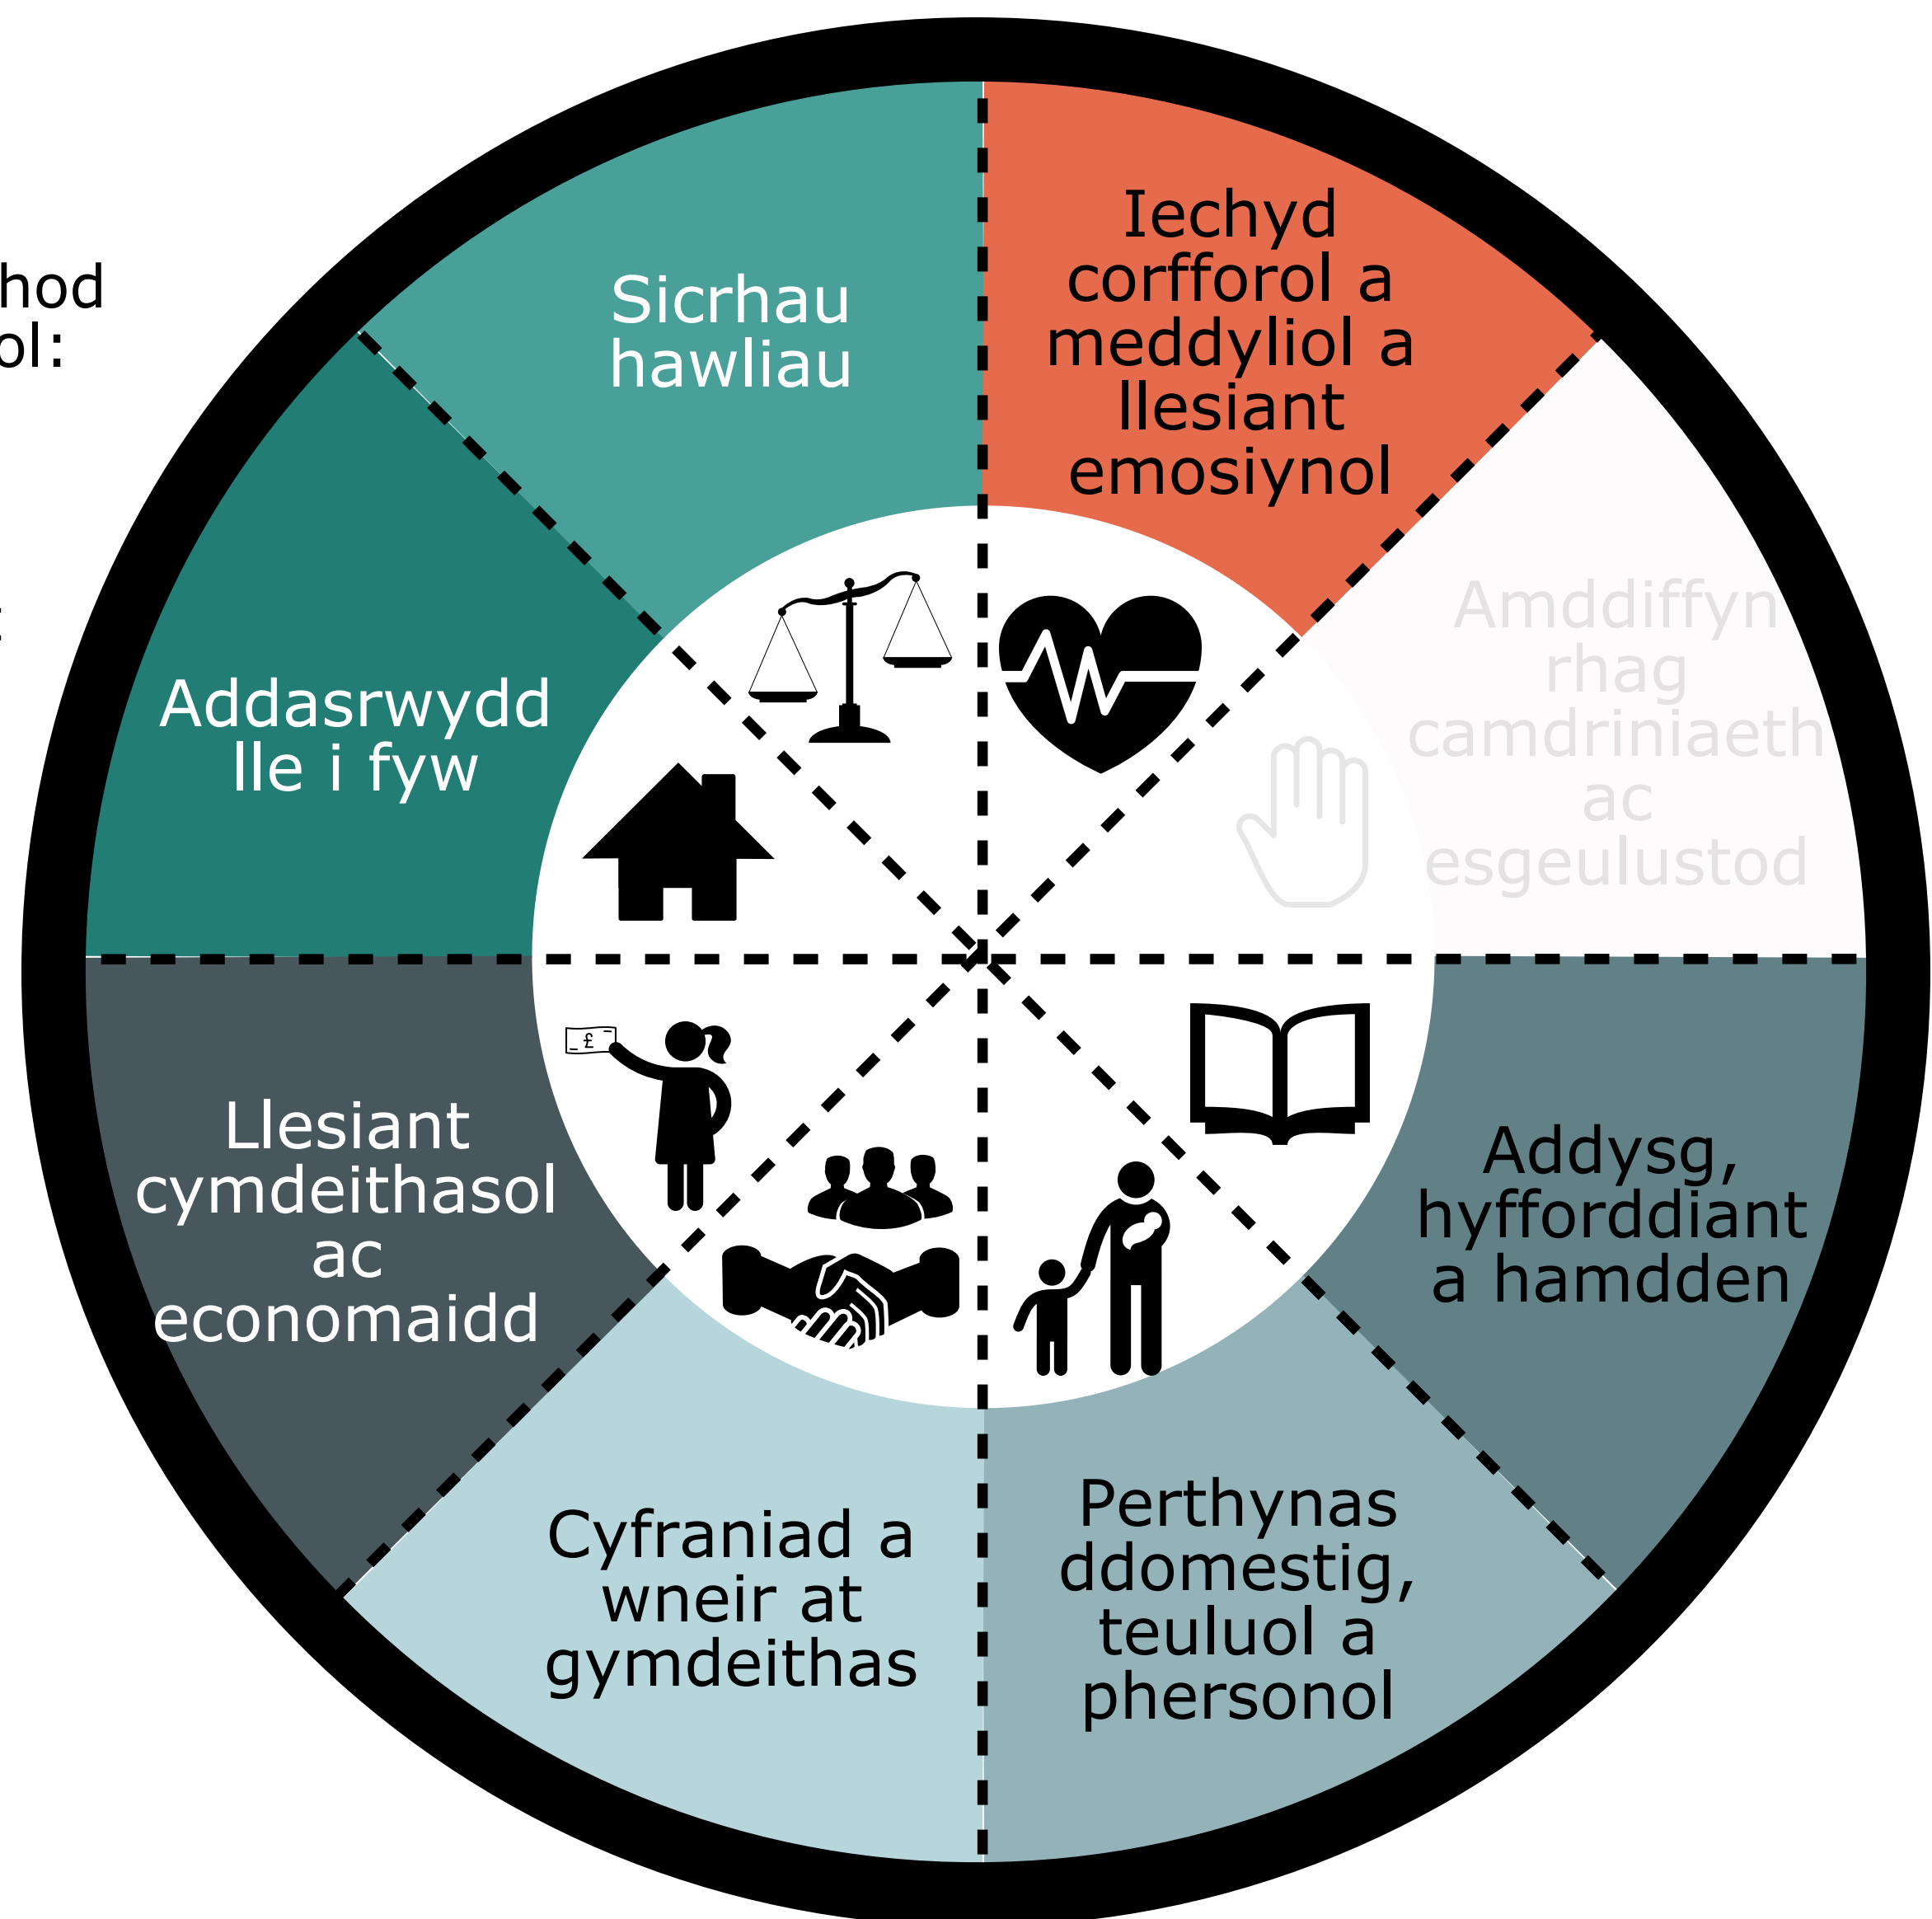 hod
ol:
Sicrhau
hawliau
Iechyd
corfforol a
meddyliol a
llesiant
emosiynol
Amddiffyn
rhag
camdriniaeth
ac
esgeulustod
Addysg,
hyfforddiant
a hamdden
Perthynas
ddomestig,
teuluol a
phersonol
Cyfraniad a
wneir at
gymdeithas
Llesiant
cymdeithasol
ac
economaidd
Addasrwydd
lle i fyw
£